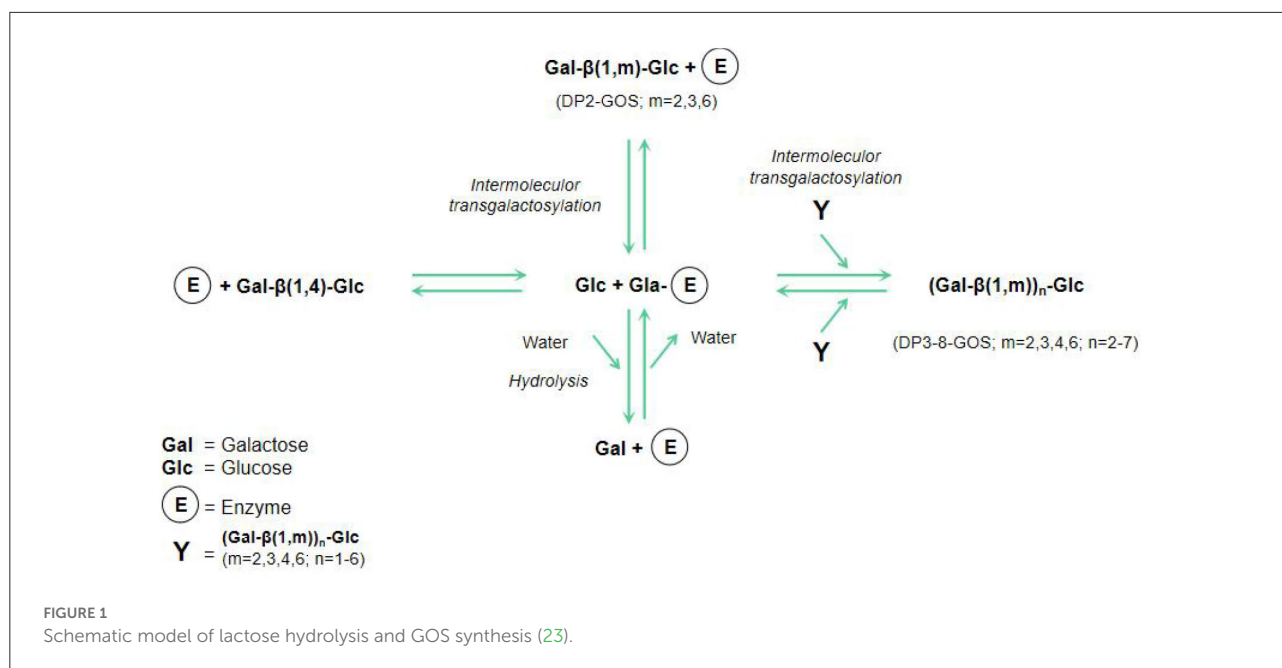 Gal-β(1,m)-Glc + E
(DP2-GOS; m=2,3,6)
Intermoleculor
transgalactosylation
Intermoleculor
transgalactosylation
Y
E + Gal-β(1,4)-Glc
Glc + Gla- E
(Gal-β(1,m))n-Glc
(DP3-8-GOS; m=2,3,4,6; n=2-7)
Y
Water
Water
Hydrolysis
Gal + E
Gal = Galactose
Glc = Glucose
E = Enzyme
Y = (Gal-β(1,m))n-Glc
(m=2,3,4,6; n=1-6)
FIGURE 1
Schematic model of lactose hydrolysis and GOS synthesis (23).